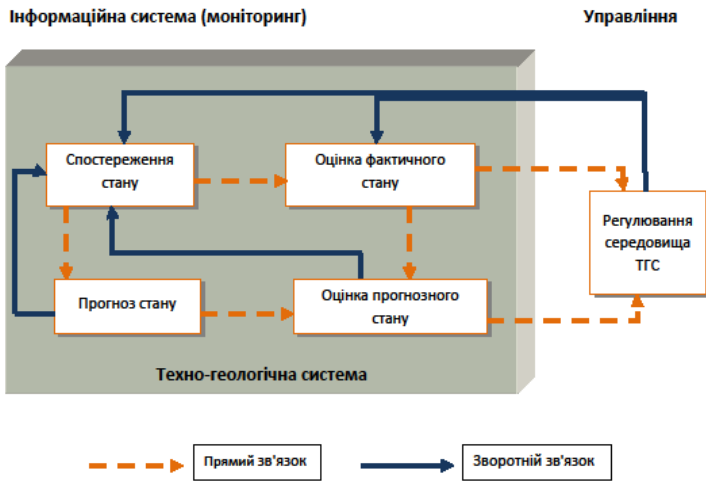 Інформаційна система (моніторинг)
Управління
Спостереження
стану
Оцінка фактичного
стану
Регулювання
середовища
ТГС
Прогноз стану
Оцінка прогнозного
стану
Техно-геологічна система
Прямий зв'язок
Зворотній зв'язок